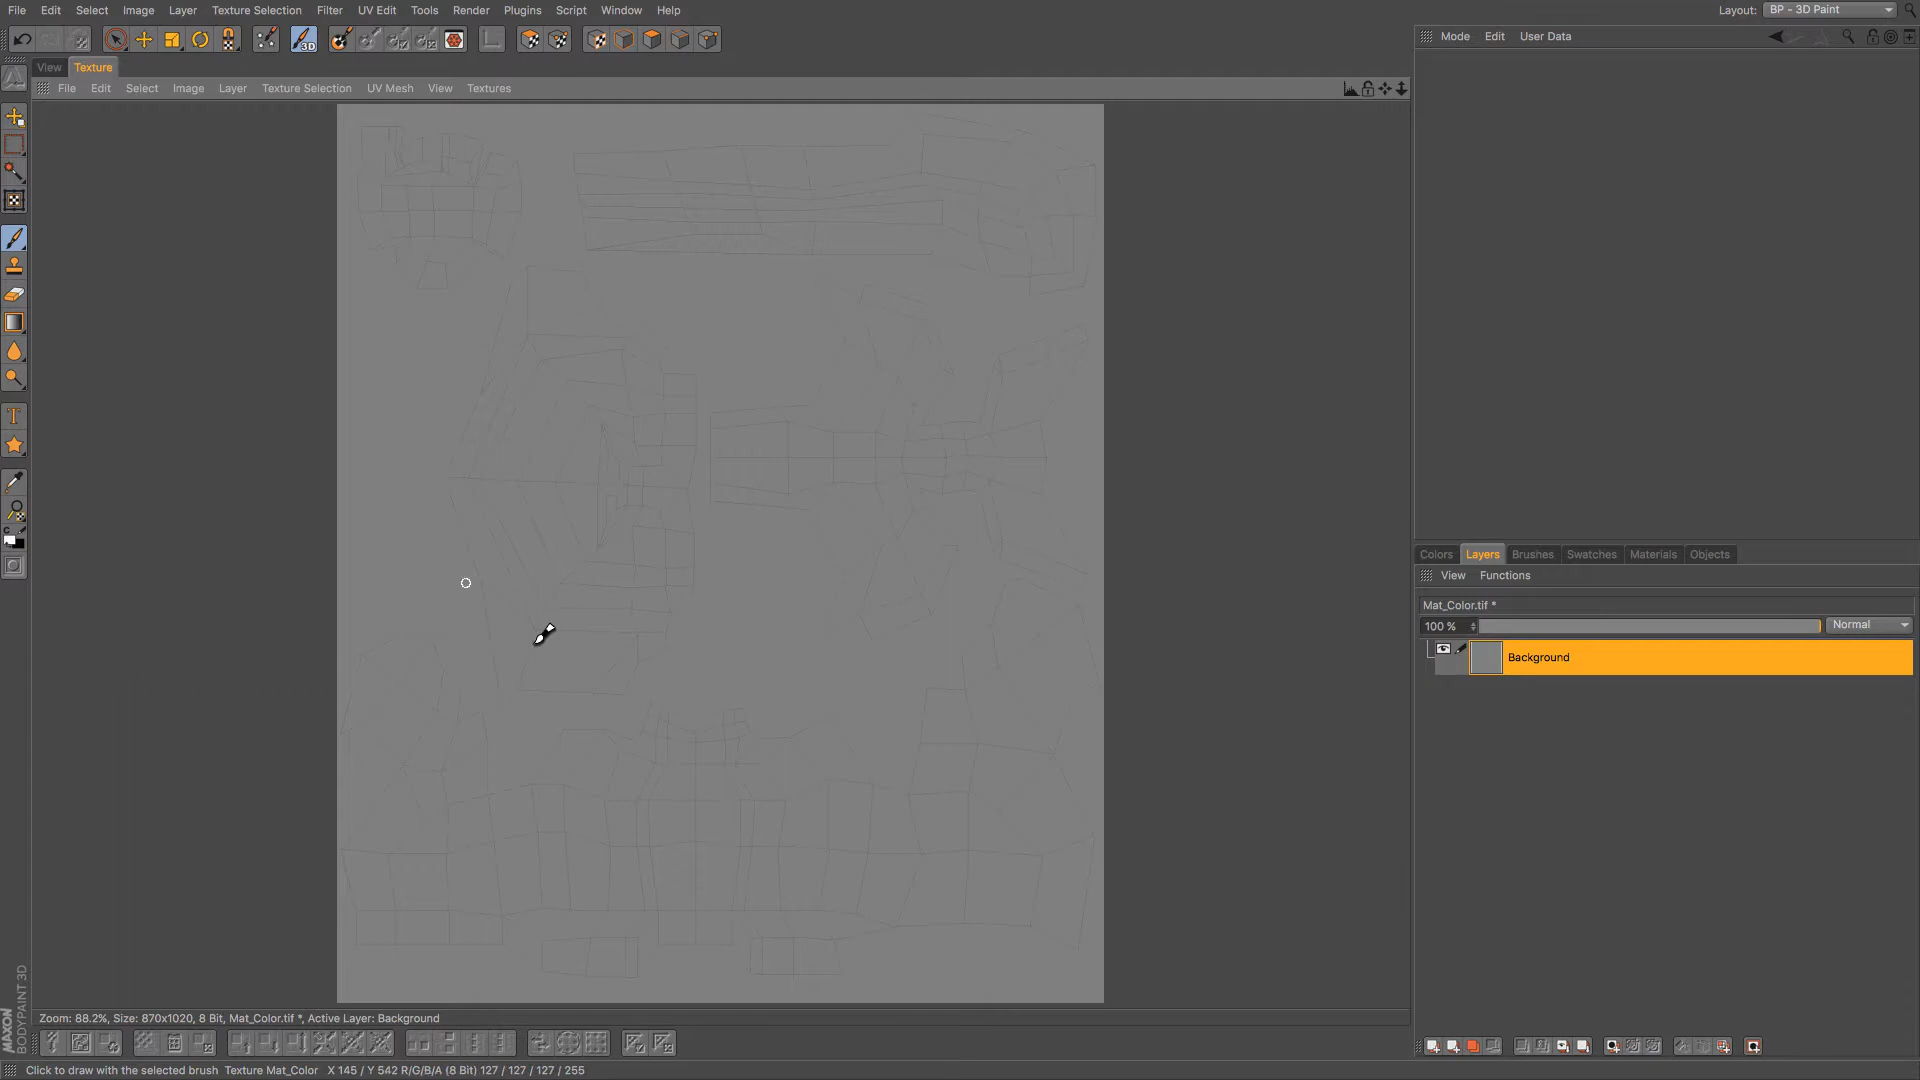 File Edit Select Image Layer Texture Selection Filter UV Edit Tools Render Plugins Script Window Help
Layout: BP - 3D Paint
3D
Mode Edit User Data
View Texture
File Edit Select Image Layer Texture Selection UV Mesh View Textures
Colors Layers Brushes Swatches Materials Objects
View Functions
Mat_Color.tif *
100 % Normal
Background
Zoom: 88.2%, Size: 870x1020, 8 Bit, Mat_Color.tif *, Active Layer: Background
Click to draw with the selected brush Texture Mat_Color X 145 / Y 542 R/G/B/A (8 Bit) 127 / 127 / 127 / 255
MAXON
BODYPAINT 3D
T
C